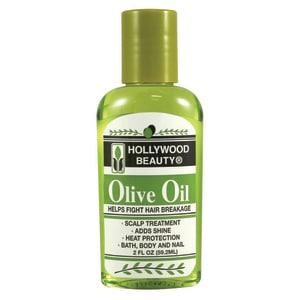 HOLLYWOOD
BEAUTY®
Olive Oil
HELPS FIGHT HAIR BREAKAGE
· SCALP TREATMENT
· ADDS SHINE
· HEAT PROTECTION
· BATH, BODY AND NAIL
2 FL OZ (59.2ML)